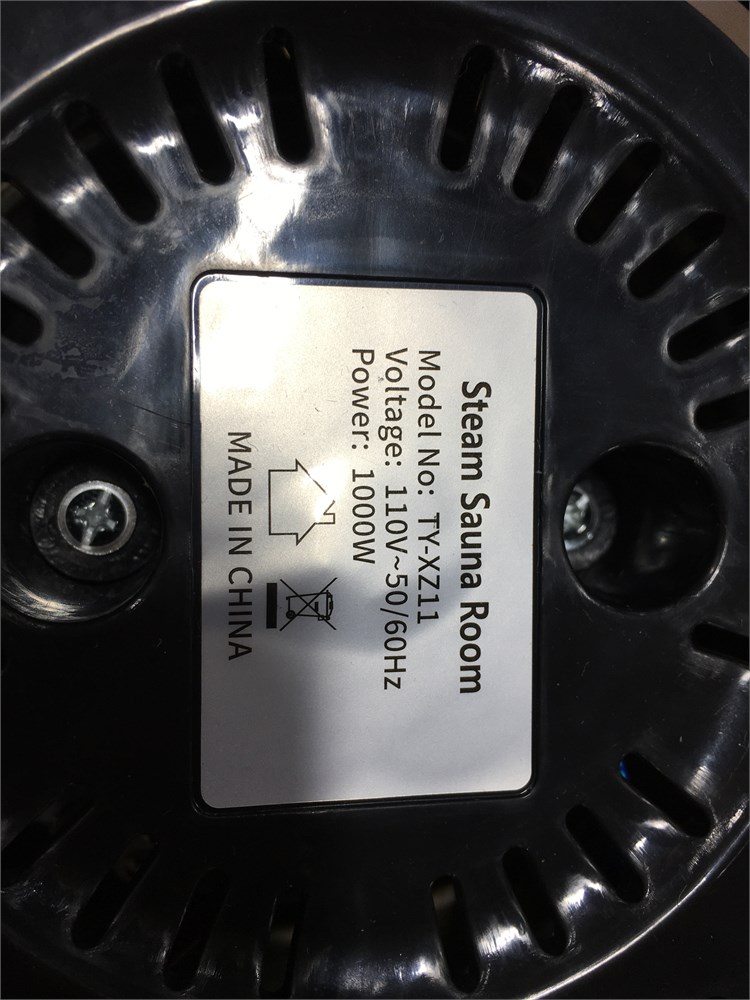 Steam Sauna Room
Model No: TY-XZ11
Voltage: 110V~50/60Hz
Power: 1000W
MADE IN CHINA